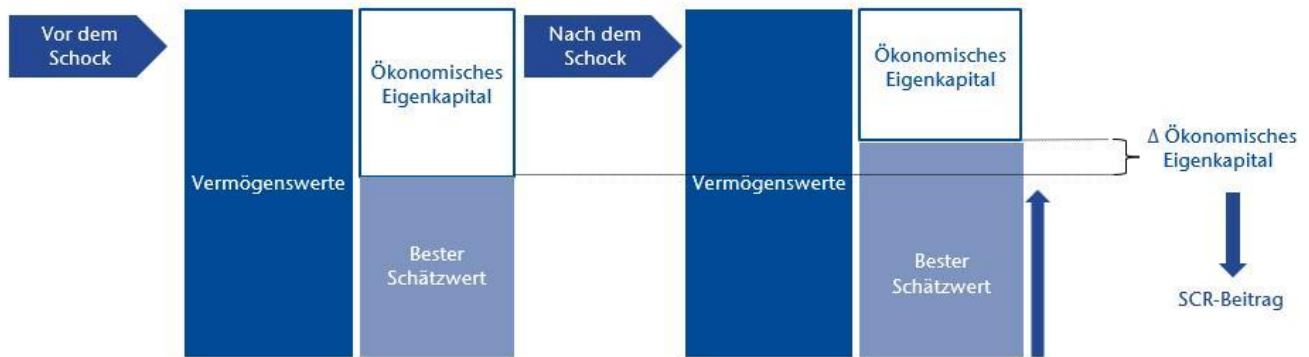 Vor dem
Schock
Vermögenswerte
Ökonomisches
Eigenkapital
Bester
Schätzwert
Nach dem
Schock
Vermögenswerte
Ökonomisches
Eigenkapital
Bester
Schätzwert
Δ Ökonomisches
Eigenkapital
SCR-Beitrag